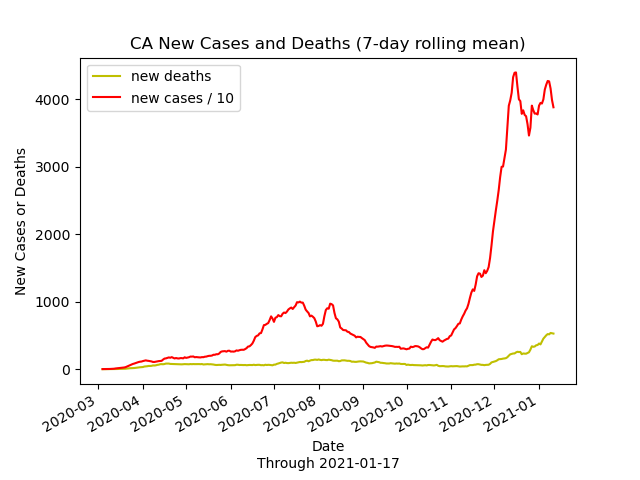 CA New Cases and Deaths (7-day rolling mean)
new deaths
new cases / 10
New Cases or Deaths
4000
3000
2000
1000
0
2020-03
2020-04
2020-05
2020-06
2020-07
2020-08
2020-09
2020-10
2020-11
2020-12
2021-01
Date
Through 2021-01-17